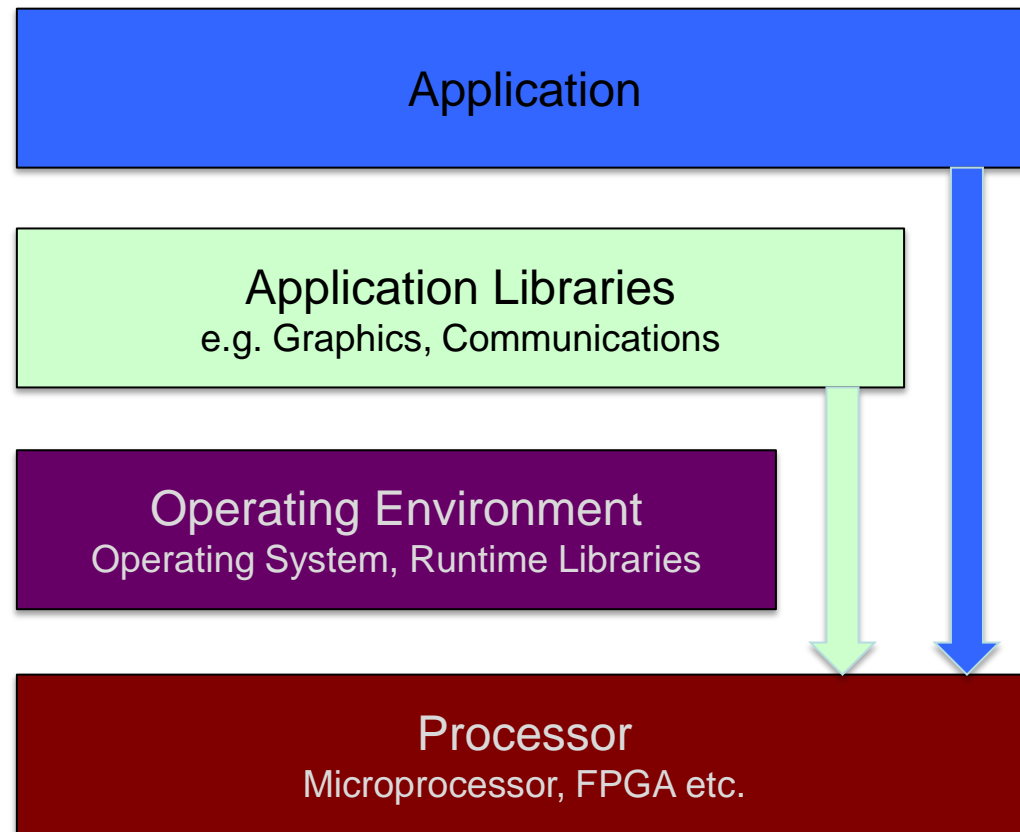 Application
Application Libraries
e.g. Graphics, Communications
Operating Environment
Operating System, Runtime Libraries
Processor
Microprocessor, FPGA etc.